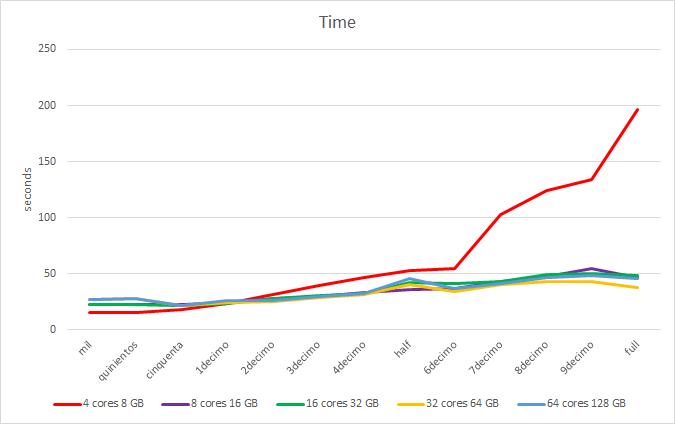 Time
250
200
150
100
50
0
seconds
mil
quinientos
cinquenta
1decimo
2decimo
3decimo
4decimo
half
6decimo
7decimo
8decimo
9decimo
full
4 cores 8 GB
8 cores 16 GB
16 cores 32 GB
32 cores 64 GB
64 cores 128 GB